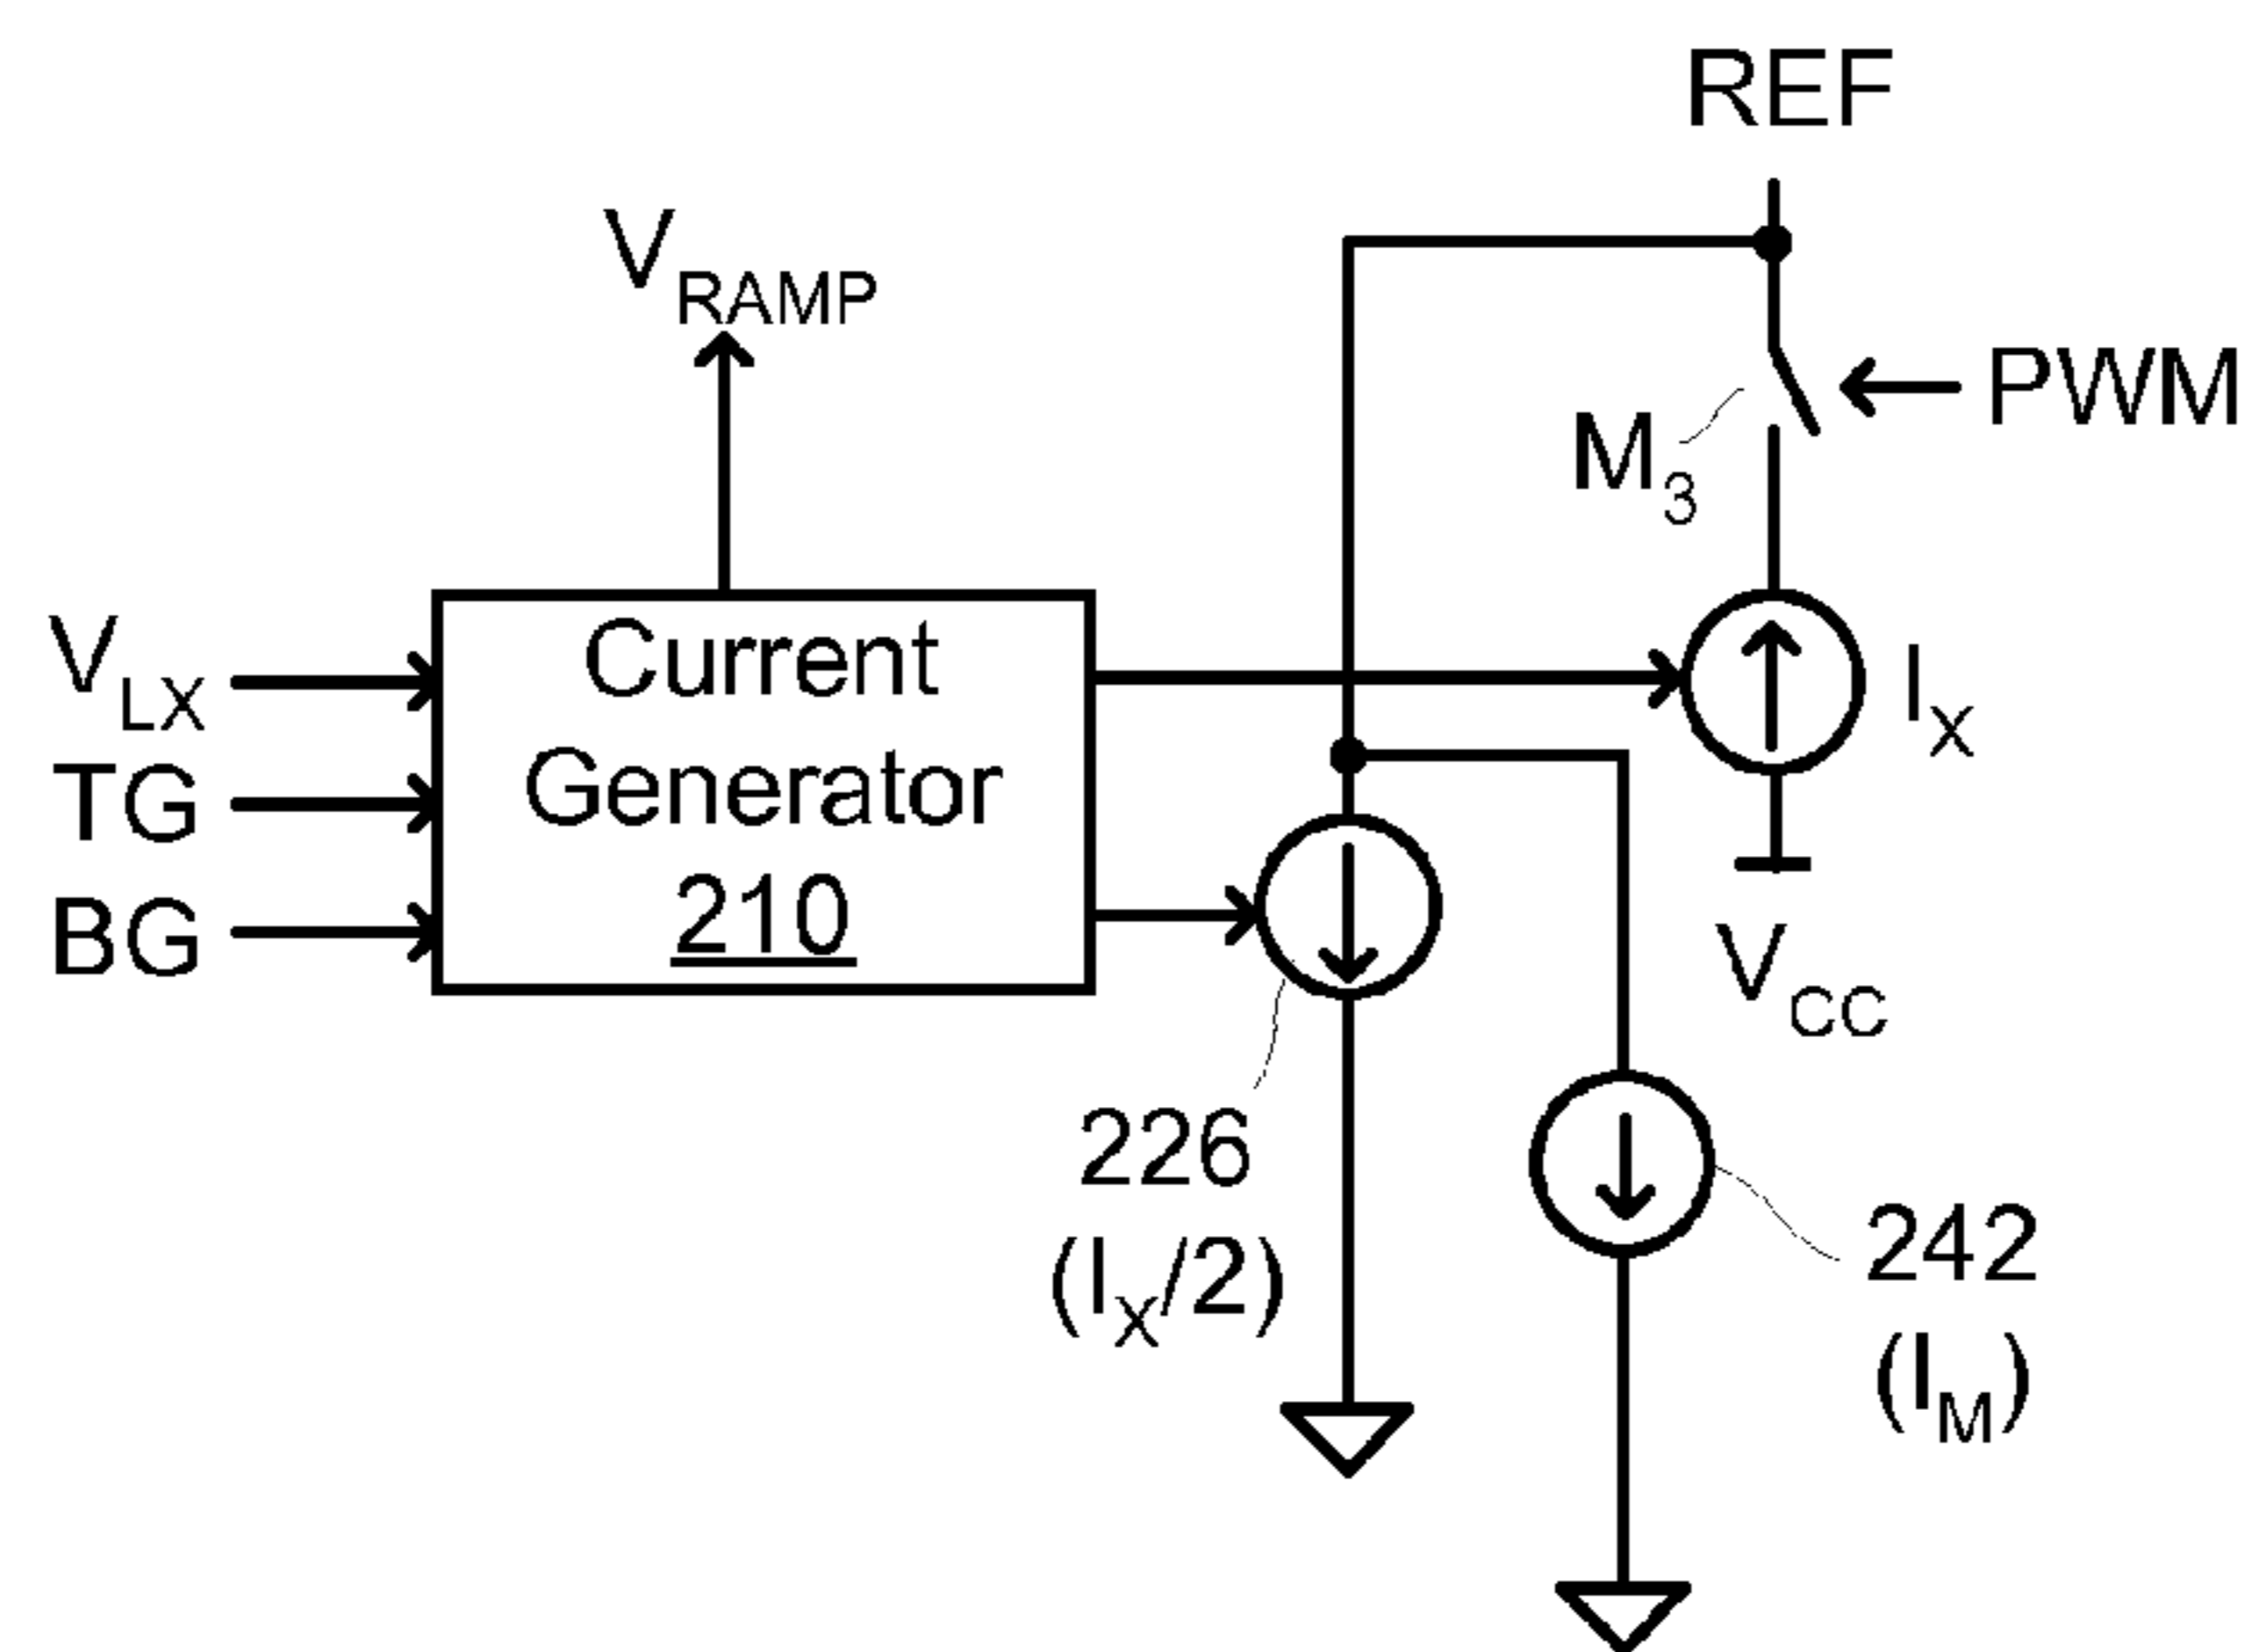 REF
V_RAMP
PWM
M_3
V_LX
Current
I_X
Generator
TG
210
BG
V_CC
226
(I_X/2)
242
(I_M)